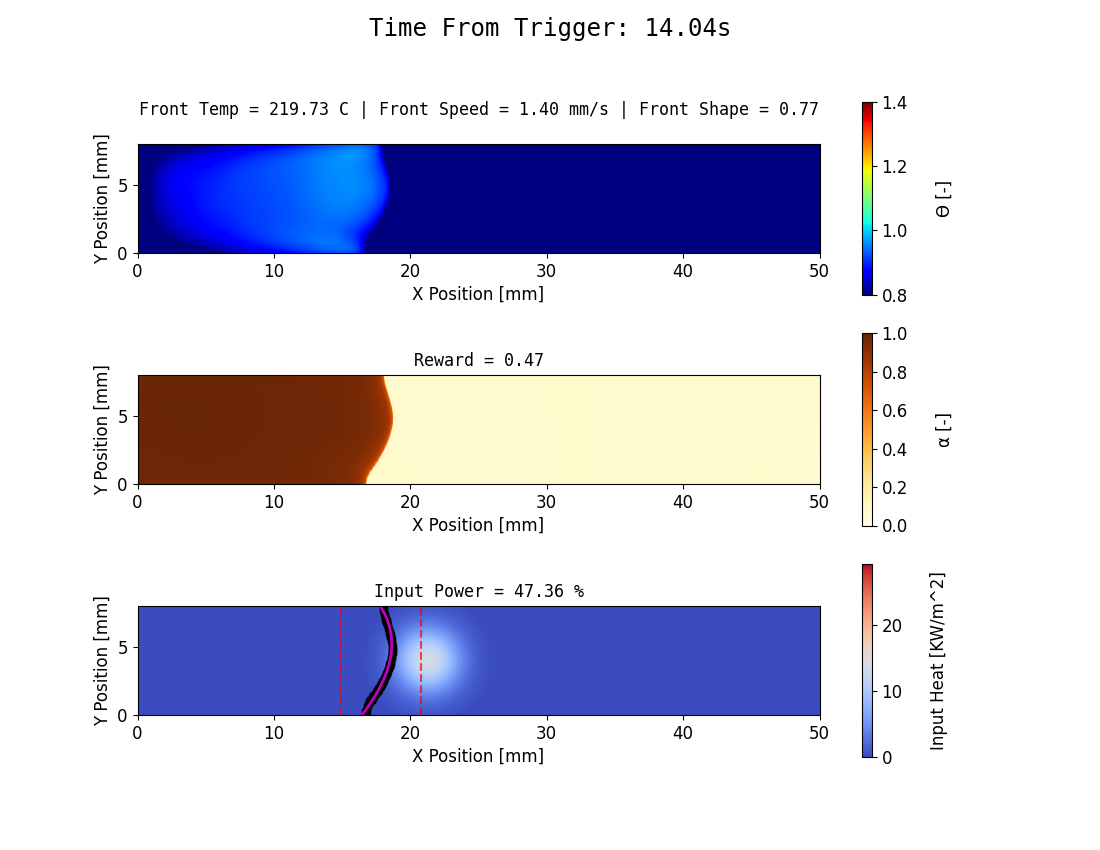 Time From Trigger: 14.04s
Front Temp = 219.73 C | Front Speed = 1.40 mm/s | Front Shape = 0.77
Y Position [mm]
5
0
0 10 20 30 40 50
X Position [mm]
1.4
1.2
1.0
0.8
Θ [-]
Reward = 0.47
Y Position [mm]
5
0
0 10 20 30 40 50
X Position [mm]
1.0
0.8
0.6
0.4
0.2
0.0
α [-]
Input Power = 47.36 %
Y Position [mm]
5
0
0 10 20 30 40 50
X Position [mm]
20
10
0
Input Heat [KW/m^2]